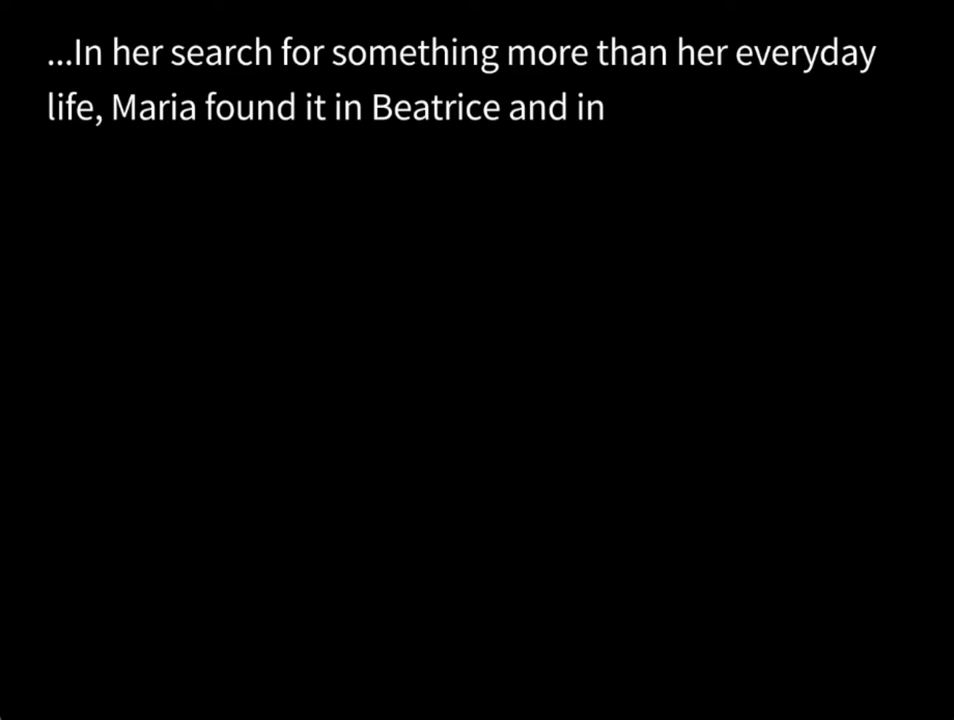 ...In her search for something more than her everyday
life, Maria found it in Beatrice and in